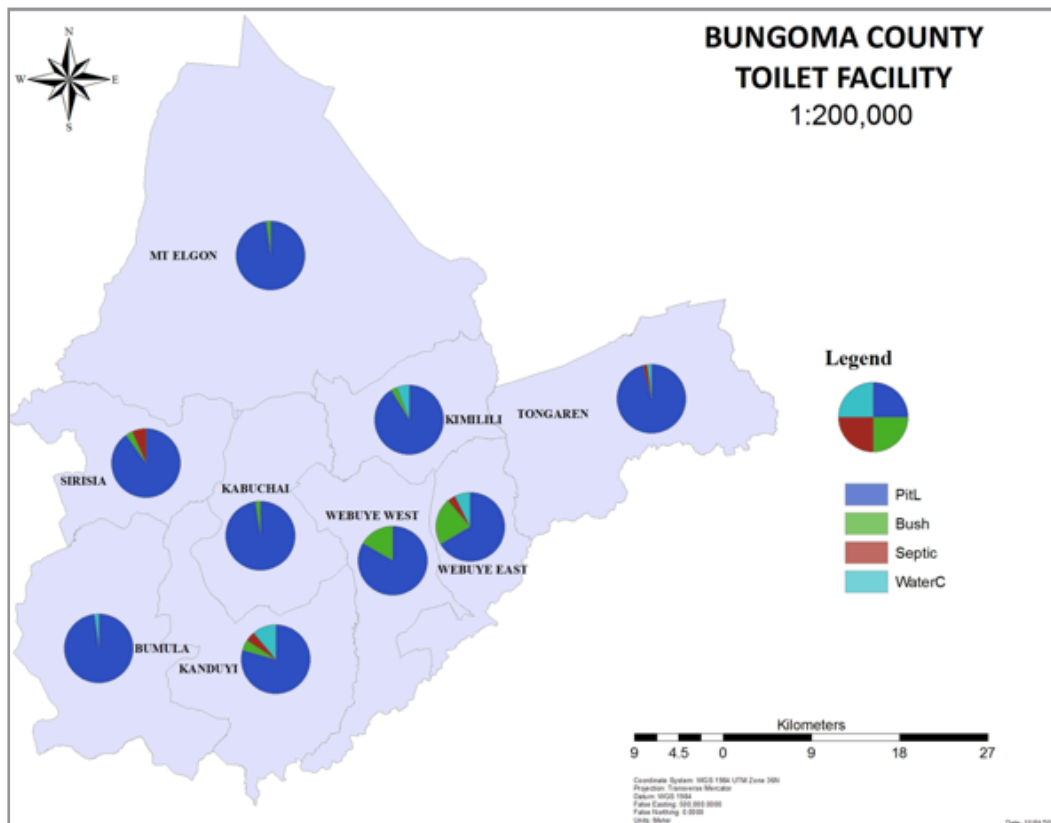 BUNGOMA COUNTY
TOILET FACILITY
1:200,000
N
W E
S
MT ELGON
KIMILILI
TONGAREN
SIRISIA
KABUCHAI
WEBUYE WEST
WEBUYE EAST
BUMULA
KANDUYI
Legend
PitL
Bush
Septic
WaterC
Kilometers
9 4.5 0 9 18 27
Coordinate System: WGS 1984 UTM Zone 36N
Projection: Transverse Mercator
Datum: WGS 1984
False Easting: 500,000.0000
False Northing: 0.0000
Units: Meter